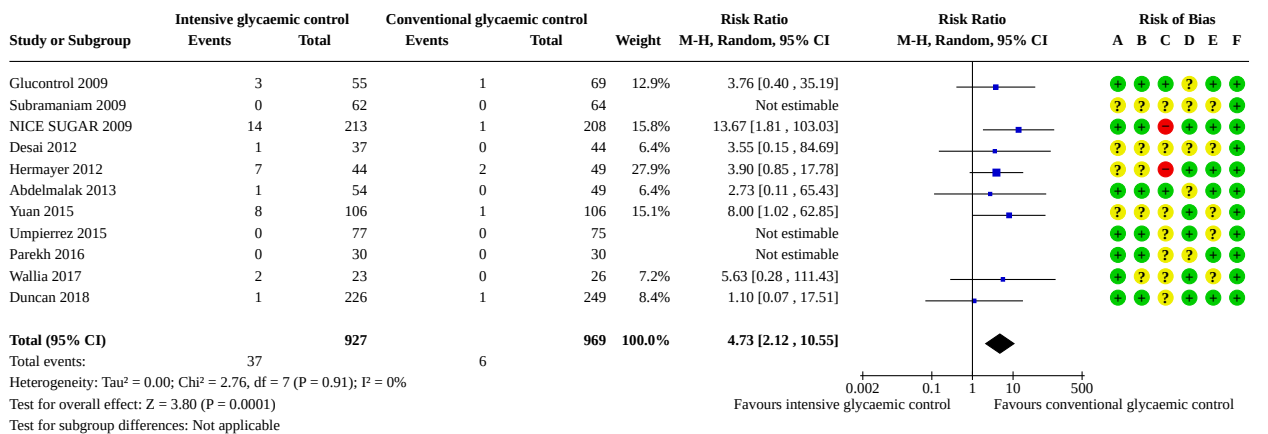 Intensive glycaemic control Conventional glycaemic control Risk Ratio Risk Ratio Risk of Bias
Study or Subgroup Events Total Events Total Weight M-H, Random, 95% CI M-H, Random, 95% CI A B C D E F
Glucontrol 2009 3 55 1 69 12.9% 3.76 [0.40 , 35.19] + + + ? + +
Subramaniam 2009 0 62 0 64 Not estimable ? ? ? ? ? +
NICE SUGAR 2009 14 213 1 208 15.8% 13.67 [1.81 , 103.03] + + − + + +
Desai 2012 1 37 0 44 6.4% 3.55 [0.15 , 84.69] ? ? ? ? ? +
Hermayer 2012 7 44 2 49 27.9% 3.90 [0.85 , 17.78] ? ? − + + +
Abdelmalak 2013 1 54 0 49 6.4% 2.73 [0.11 , 65.43] + + + ? + +
Yuan 2015 8 106 1 106 15.1% 8.00 [1.02 , 62.85] ? ? ? + ? +
Umpierrez 2015 0 77 0 75 Not estimable + + ? + + +
Parekh 2016 0 30 0 30 Not estimable + + ? ? + +
Wallia 2017 2 23 0 26 7.2% 5.63 [0.28 , 111.43] + ? ? + ? +
Duncan 2018 1 226 1 249 8.4% 1.10 [0.07 , 17.51] + + ? + + +
Total (95% CI) 927 969 100.0% 4.73 [2.12 , 10.55]
Total events: 37 6
Heterogeneity: Tau² = 0.00; Chi² = 2.76, df = 7 (P = 0.91); I² = 0%
0.002 0.1 1 10 500
Test for overall effect: Z = 3.80 (P = 0.0001) Favours intensive glycaemic control Favours conventional glycaemic control
Test for subgroup differences: Not applicable